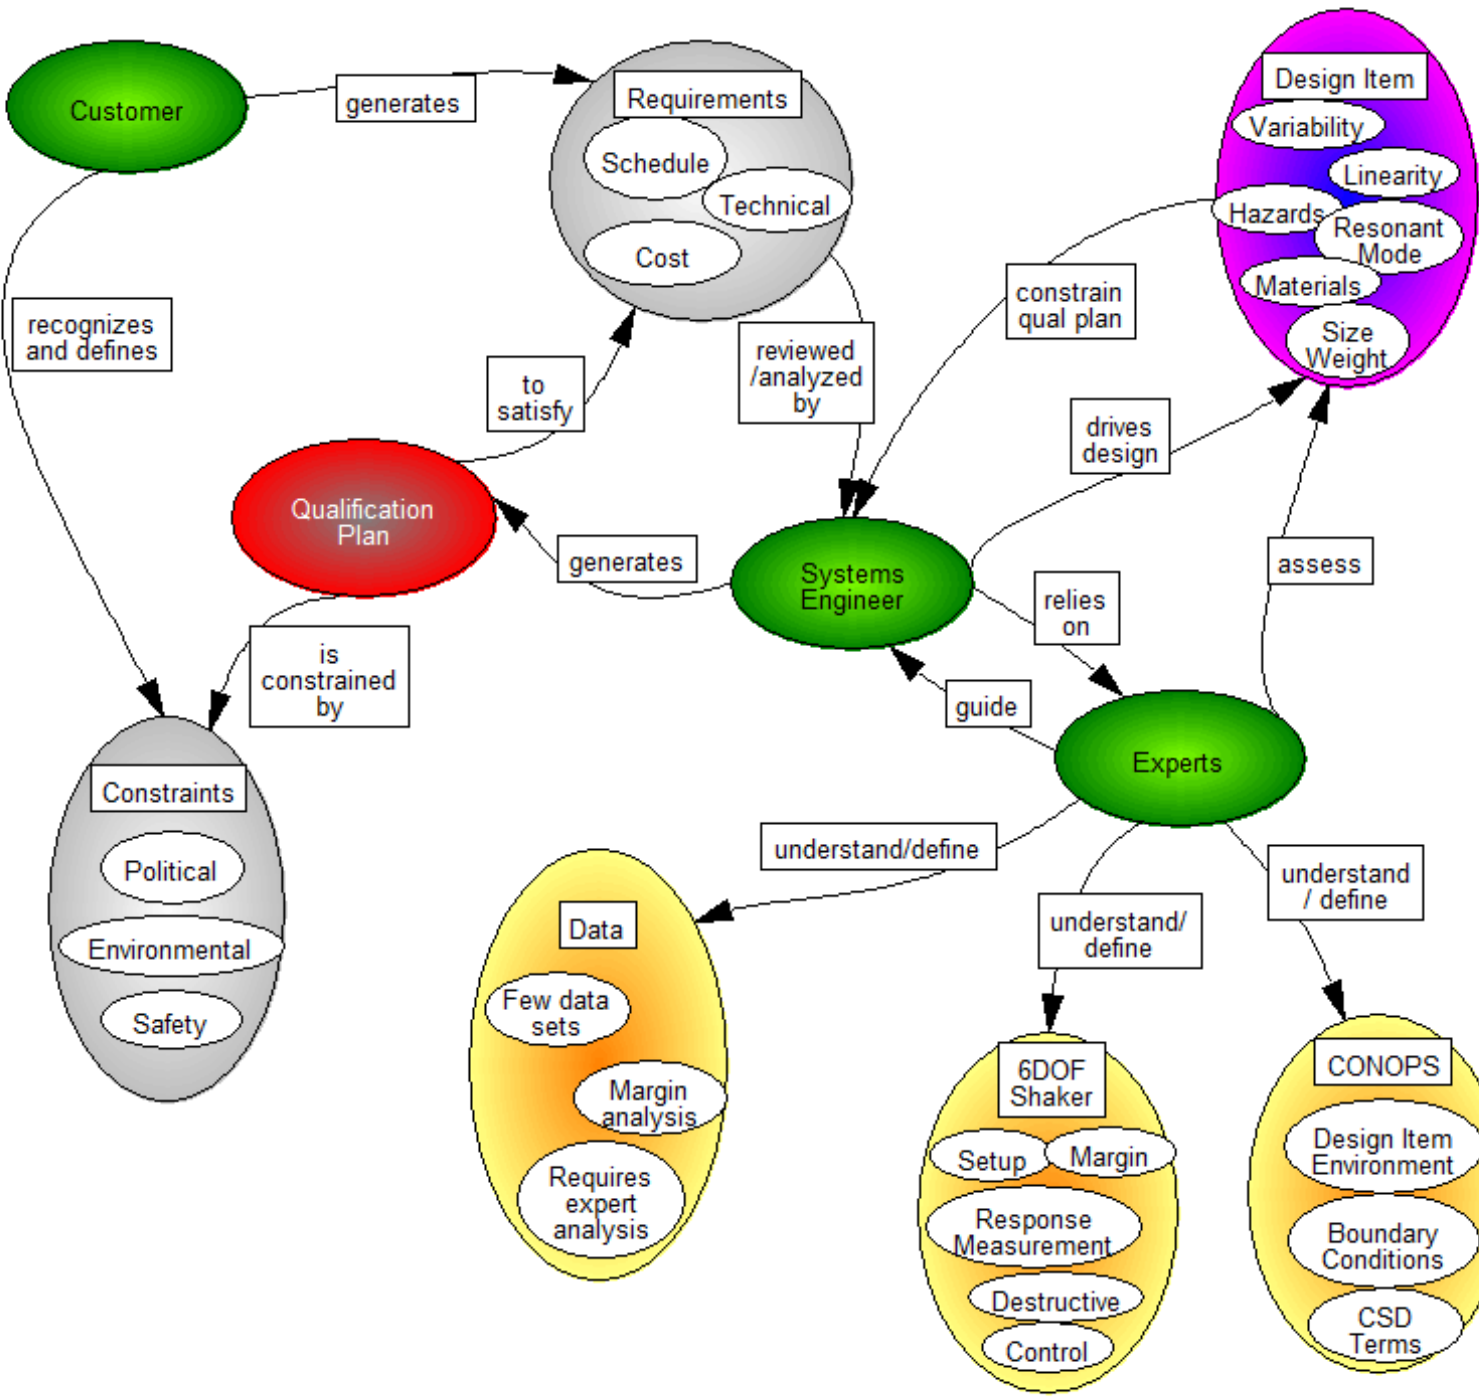 Customer
generates
Requirements
Schedule
Technical
Cost
Design Item
Variability
Linearity
Hazards
Resonant
Mode
Materials
Size
Weight
recognizes
and defines
to
satisfy
reviewed
/analyzed
by
constrain
qual plan
drives
design
Qualification
Plan
generates
Systems
Engineer
relies
on
assess
is
constrained
by
guide
Experts
Constraints
Political
Environmental
Safety
understand/define
understand/
define
understand
/ define
Data
Few data
sets
Margin
analysis
Requires
expert
analysis
6DOF
Shaker
Setup
Margin
Response
Measurement
Destructive
Control
CONOPS
Design Item
Environment
Boundary
Conditions
CSD
Terms